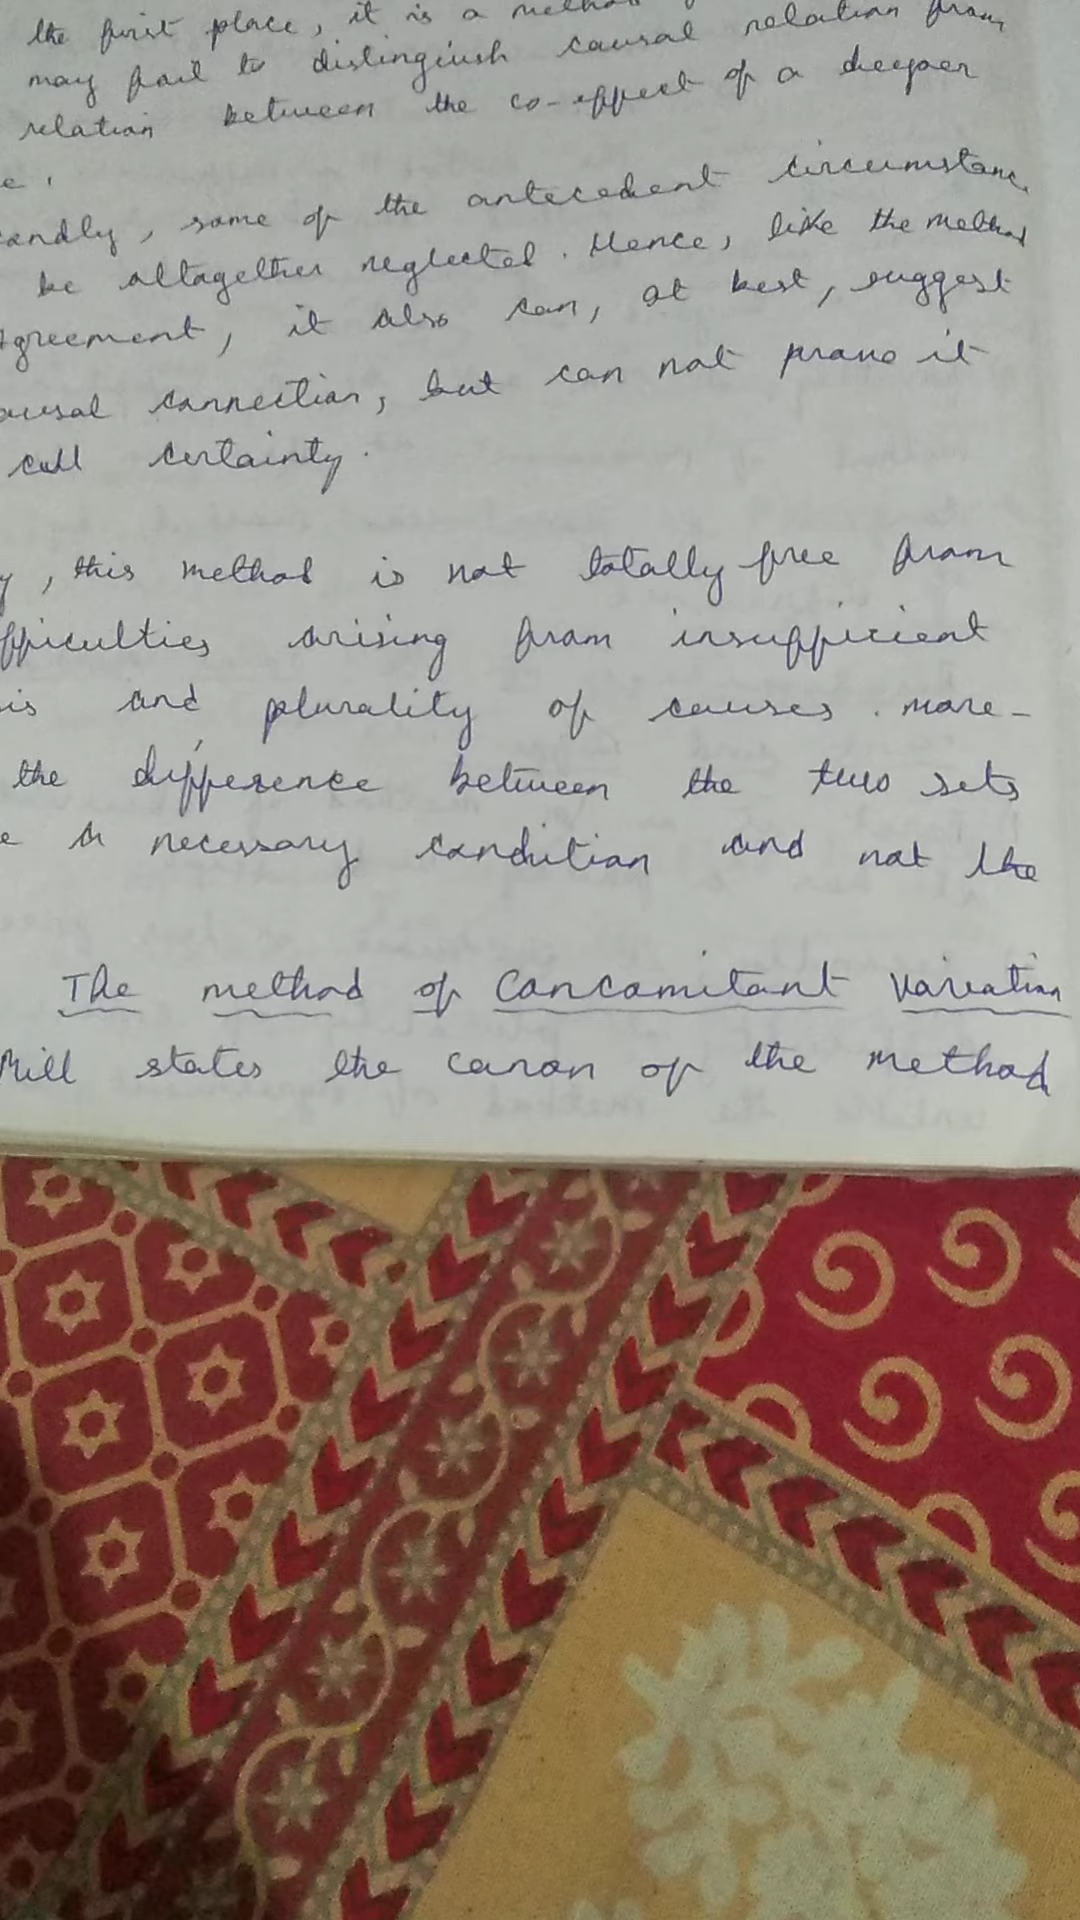 the first place, it is a method
may fail to distinguish causal relation from
relation between the co-effect of a deeper
e.
condly, some of the antecedent circumstance
be altogether neglected. Hence, like the method
Agreement, it also can, at best, suggest
ausal connection, but can not prove it
certainty.
y, this method is not totally free from
fficulties arising from insufficient
is and plurality of causes. more-
the difference between the two sets
e a necessary condition and not the
The method of Concomitant Variation
Mill states the canon of the method